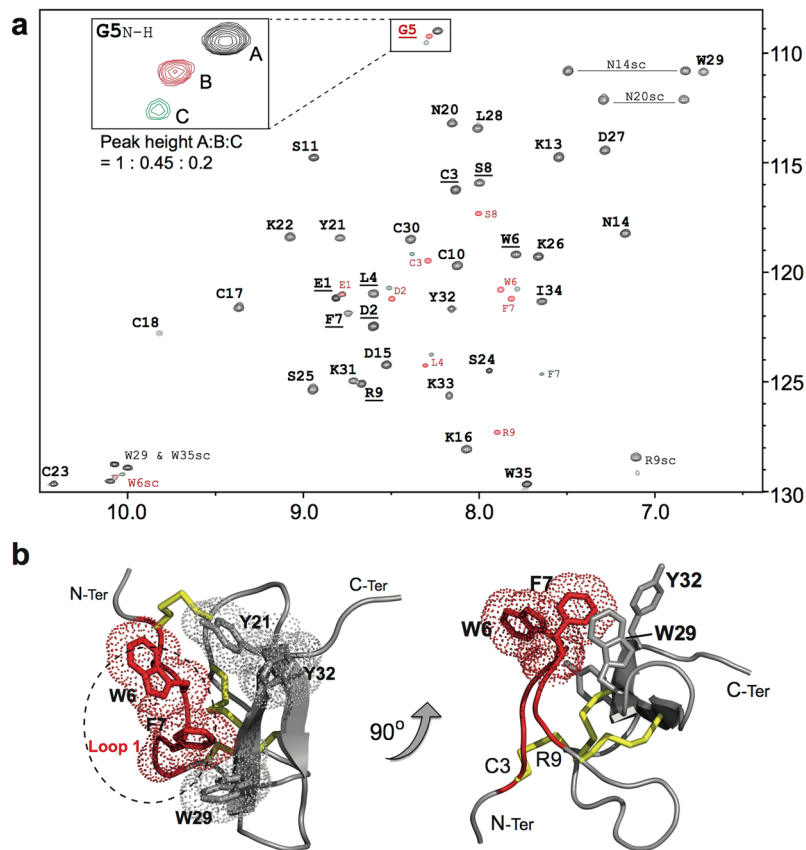 a
G5N-H
A
B
C
Peak height A:B:C
= 1 : 0.45 : 0.2
G5
N14sc
W29
N20sc
110
N20
L28
S11
K13
D27
115
C3
S8
S8
K22
Y21
C30
N14
C3
C10
W6
K26
120
E1
E1
L4
D2
W6
F7
C17
Y32
I34
F7
D2
C18
D15
L4
S24
F7
125
S25
K31
R9
K33
R9
K16
R9sc
C23
W29 & W35sc
W6sc
W35
130
10.0 9.0 8.0 7.0
b
N-Ter
C-Ter
Y21
W6
Y32
F7
Loop 1
W29
90º
F7
Y32
W6
W29
C-Ter
C3
R9
N-Ter